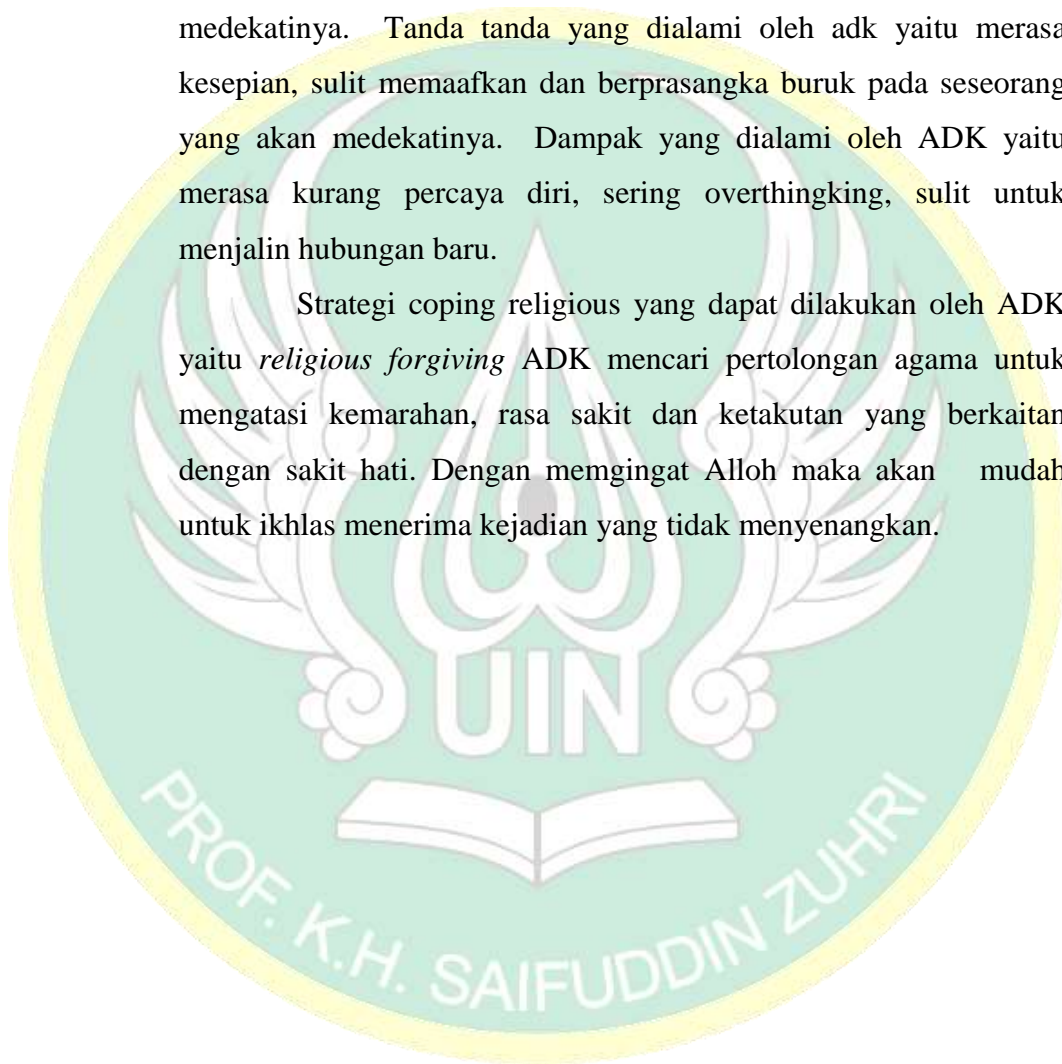 medekatinya. Tanda tanda yang dialami oleh adk yaitu merasa
kesepian, sulit memaafkan dan berprasangka buruk pada seseorang
yang akan medekatinya. Dampak yang dialami oleh ADK yaitu
merasa kurang percaya diri, sering overthingking, sulit untuk
menjalin hubungan baru.
Strategi coping religious yang dapat dilakukan oleh ADK
yaitu religious forgiving ADK mencari pertolongan agama untuk
mengatasi kemarahan, rasa sakit dan ketakutan yang berkaitan
dengan sakit hati. Dengan memgingat Alloh maka akan mudah
untuk ikhlas menerima kejadian yang tidak menyenangkan.
UIN
PROF. K.H. SAIFUDDIN ZUHRI